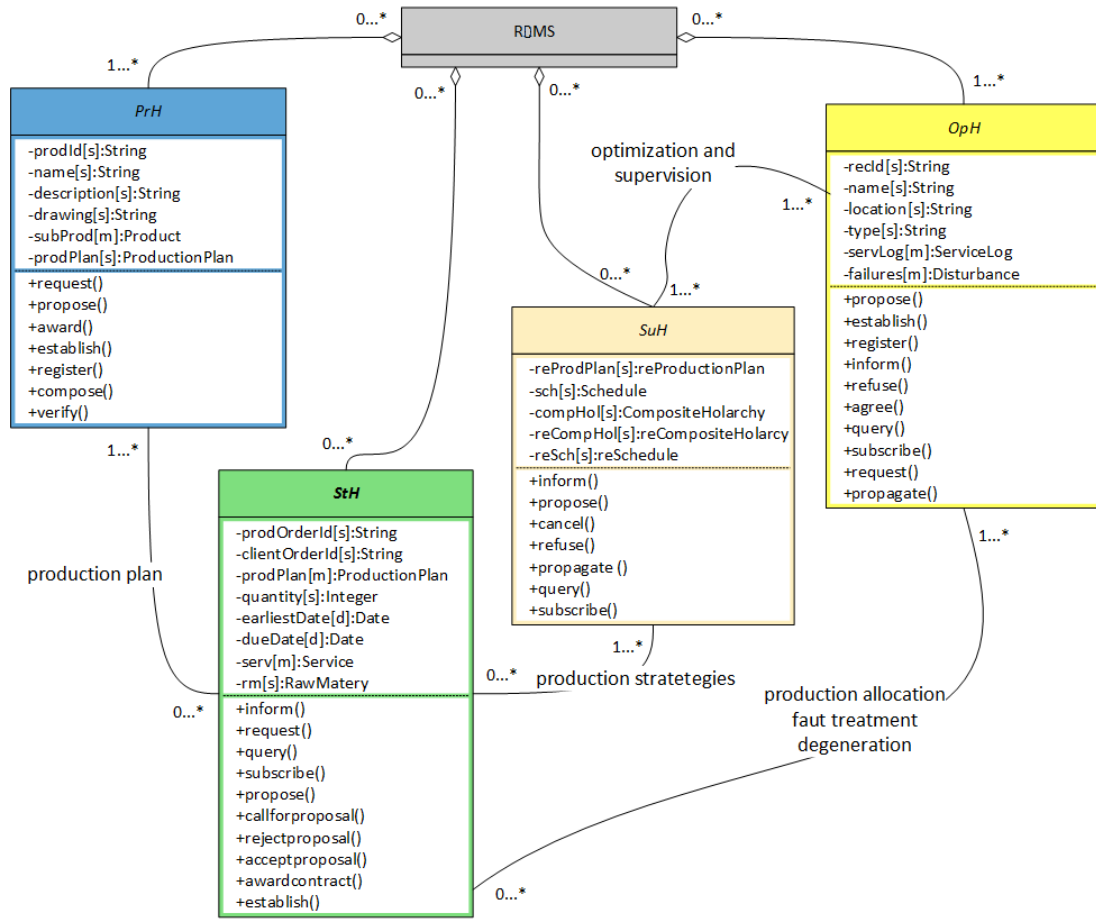 0...*
RDMS
0...*
1...*
0...*
0...*
1...*
PrH
-prodId[s]:String
-name[s]:String
-description[s]:String
-drawing[s]:String
-subProd[m]:Product
-prodPlan[s]:ProductionPlan
+request()
+propose()
+award()
+establish()
+register()
+compose()
+verify()
1...*
optimization and
supervision
1...*
0...*
1...*
OpH
-recId[s]:String
-name[s]:String
-location[s]:String
-type[s]:String
-servLog[m]:ServiceLog
-failures[m]:Disturbance
+propose()
+establish()
+register()
+inform()
+refuse()
+agree()
+query()
+subscribe()
+request()
+propagate()
1...*
SuH
-reProdPlan[s]:reProductionPlan
-sch[s]:Schedule
-compHol[s]:CompositeHolarchy
-reCompHol[s]:reCompositeHolarcy
-reSch[s]:reSchedule
+inform()
+propose()
+cancel()
+refuse()
+propagate ()
+query()
+subscribe()
1...*
0...*
StH
-prodOrderId[s]:String
-clientOrderId[s]:String
-prodPlan[m]:ProductionPlan
-quantity[s]:Integer
-earliestDate[d]:Date
-dueDate[d]:Date
-serv[m]:Service
-rm[s]:RawMatery
+inform()
+request()
+query()
+subscribe()
+propose()
+callforproposal()
+rejectproposal()
+acceptproposal()
+awardcontract()
+establish()
production plan
0...*
0...*
production stratetegies
production allocation
faut treatment
degeneration
0...*